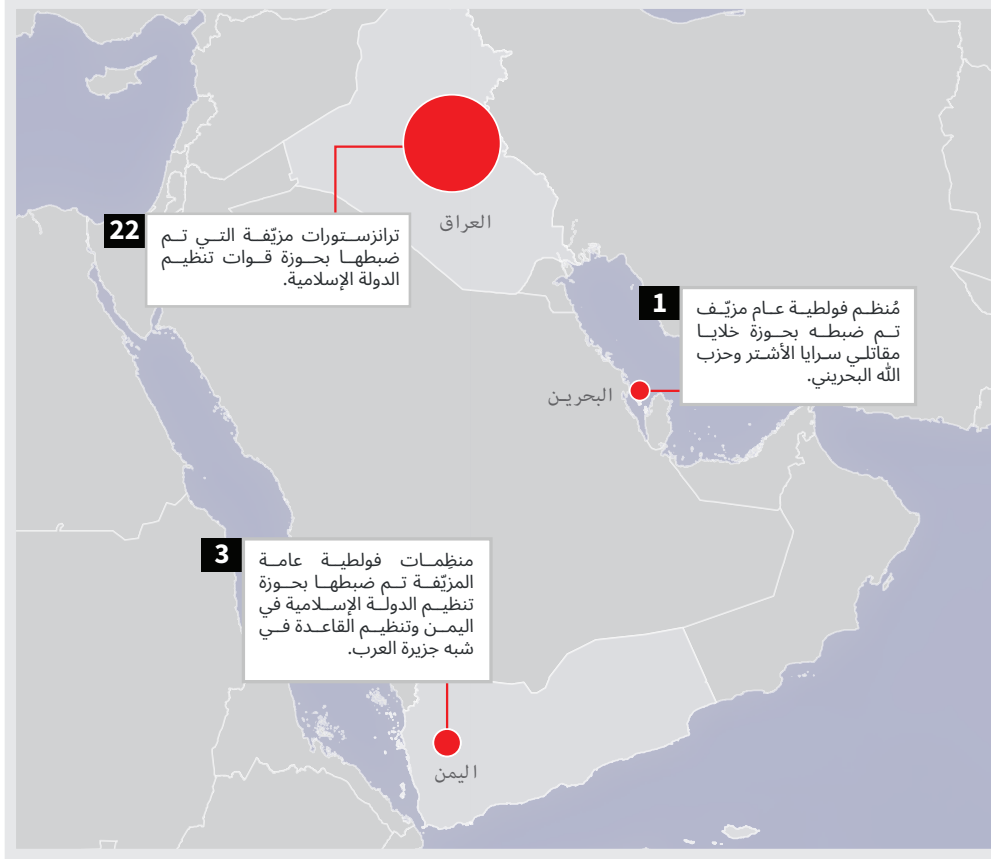 العراق
22
ترانزستورات مزيّفة التي تم
ضبطها بحوزة قوات تنظيم
الدولة الإسلامية.
1
مُنظم فولطية عام مزيّف
تم ضبطه بحوزة خلايا
مقاتلي سرايا الأشتر وحزب
الله البحريني.
البحرين
3
منظِمات فولطية عامة
المزيّفة تم ضبطها بحوزة
تنظيم الدولة الإسلامية في
اليمن وتنظيم القاعدة في
شبه جزيرة العرب.
اليمن